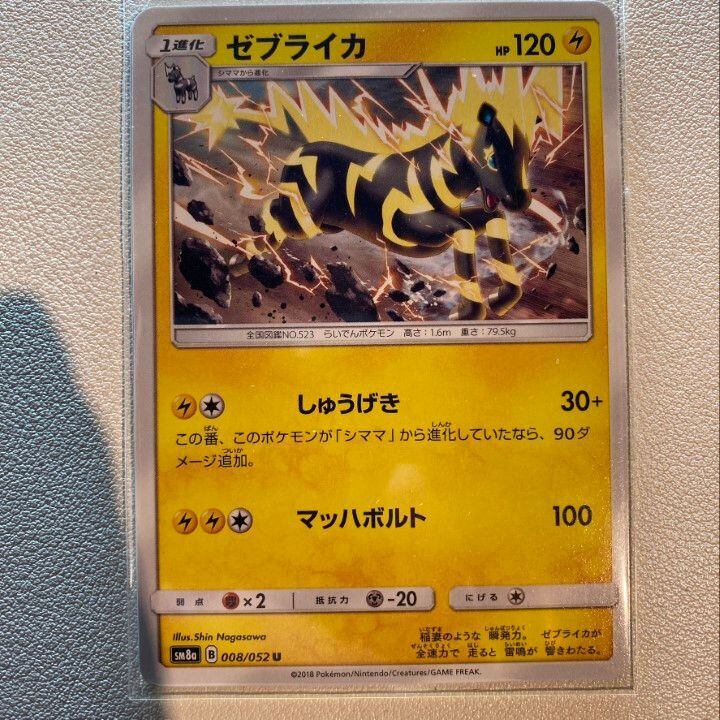 1進化
ゼブライカ
HP 120
シママから進化
全国図鑑NO.523 らいでんポケモン 高さ:1.6m 重さ:79.5kg
しゅうげき 30+
この番、このポケモンが「シママ」から進化していたなら、90ダ
メージ追加。
マッハボルト 100
弱点 ×2 抵抗力 -20 にげる
Illus.Shin Nagasawa
稲妻のような 瞬発力。 ゼブライカが
全速力で 走ると 雷鳴が 響きわたる。
SM8a B 008/052 U
©2018 Pokémon/Nintendo/Creatures/GAME FREAK.